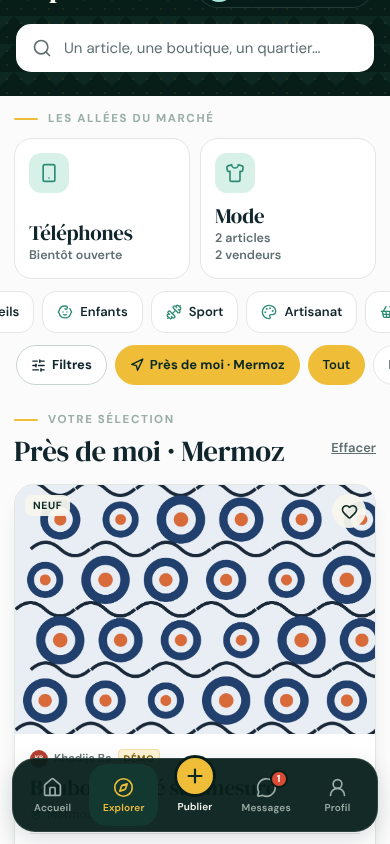 Un article, une boutique, un quartier...
LES ALLÉES DU MARCHÉ
Téléphones
Bientôt ouverte
Mode
2 articles
2 vendeurs
Enfants
Sport
Artisanat
Filtres
Près de moi · Mermoz
Tout
VOTRE SÉLECTION
Près de moi · Mermoz
Effacer
NEUF
Khadija Ba
DÉMO
Accueil
Explorer
Publier
1
Messages
Profil